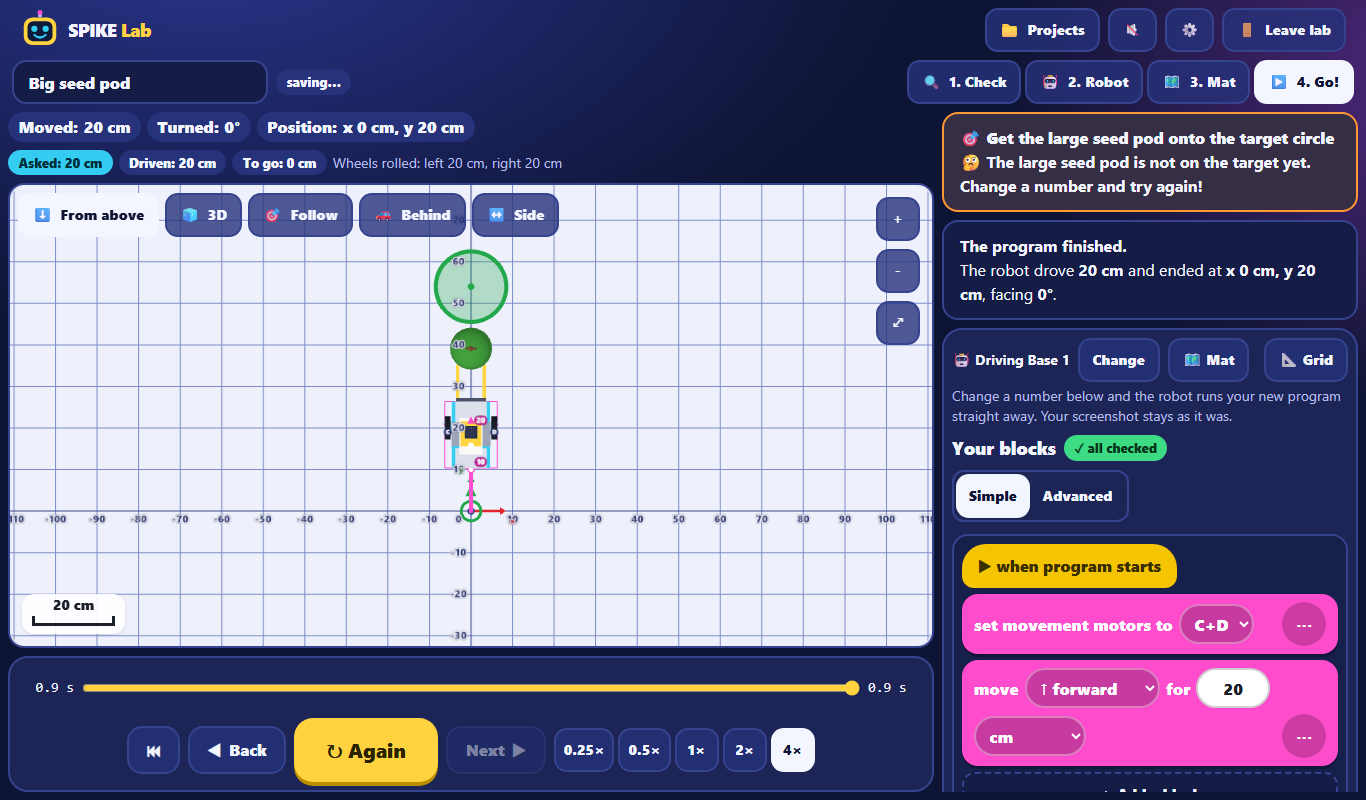 SPIKE Lab
Projects
Leave lab
Big seed pod
saving...
1. Check
2. Robot
3. Mat
4. Go!
Moved: 20 cm
Turned: 0°
Position: x 0 cm, y 20 cm
Asked: 20 cm
Driven: 20 cm
To go: 0 cm
Wheels rolled: left 20 cm, right 20 cm
From above
3D
Follow
Behind
Side
+
-
70
60
50
40
30
20
20
10
10
-100 -90 -80 -70 -60 -50 -40 -30 -20 -10 0 10 20 30 40 50 60 70 80 90 100
-10
-20
-30
20 cm
0.9 s
0.9 s
Back
Again
Next
0.25×
0.5×
1×
2×
4×
Get the large seed pod onto the target circle
The large seed pod is not on the target yet.
Change a number and try again!
The program finished.
The robot drove 20 cm and ended at x 0 cm, y 20
cm, facing 0°.
Driving Base 1
Change
Mat
Grid
Change a number below and the robot runs your new program
straight away. Your screenshot stays as it was.
Your blocks
✓ all checked
Simple
Advanced
when program starts
set movement motors to C+D
---
move ↑ forward for 20
cm
---